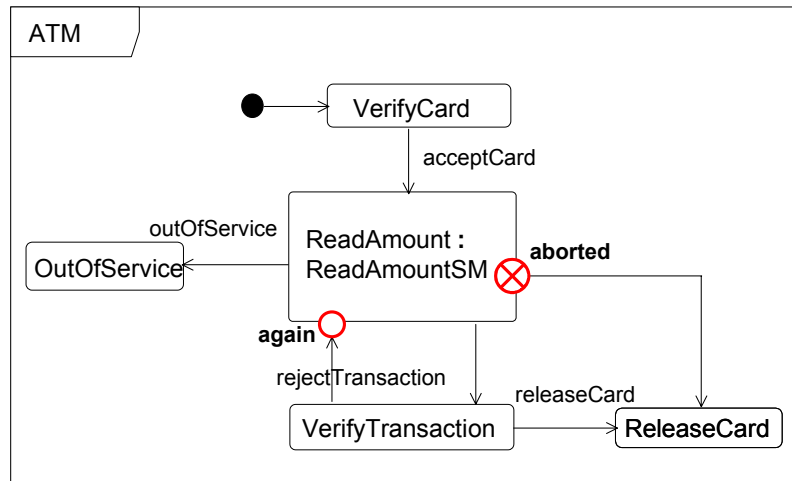 ATM
VerifyCard
acceptCard
outOfService
ReadAmount :
ReadAmountSM
aborted
OutOfService
again
rejectTransaction
releaseCard
VerifyTransaction
ReleaseCard